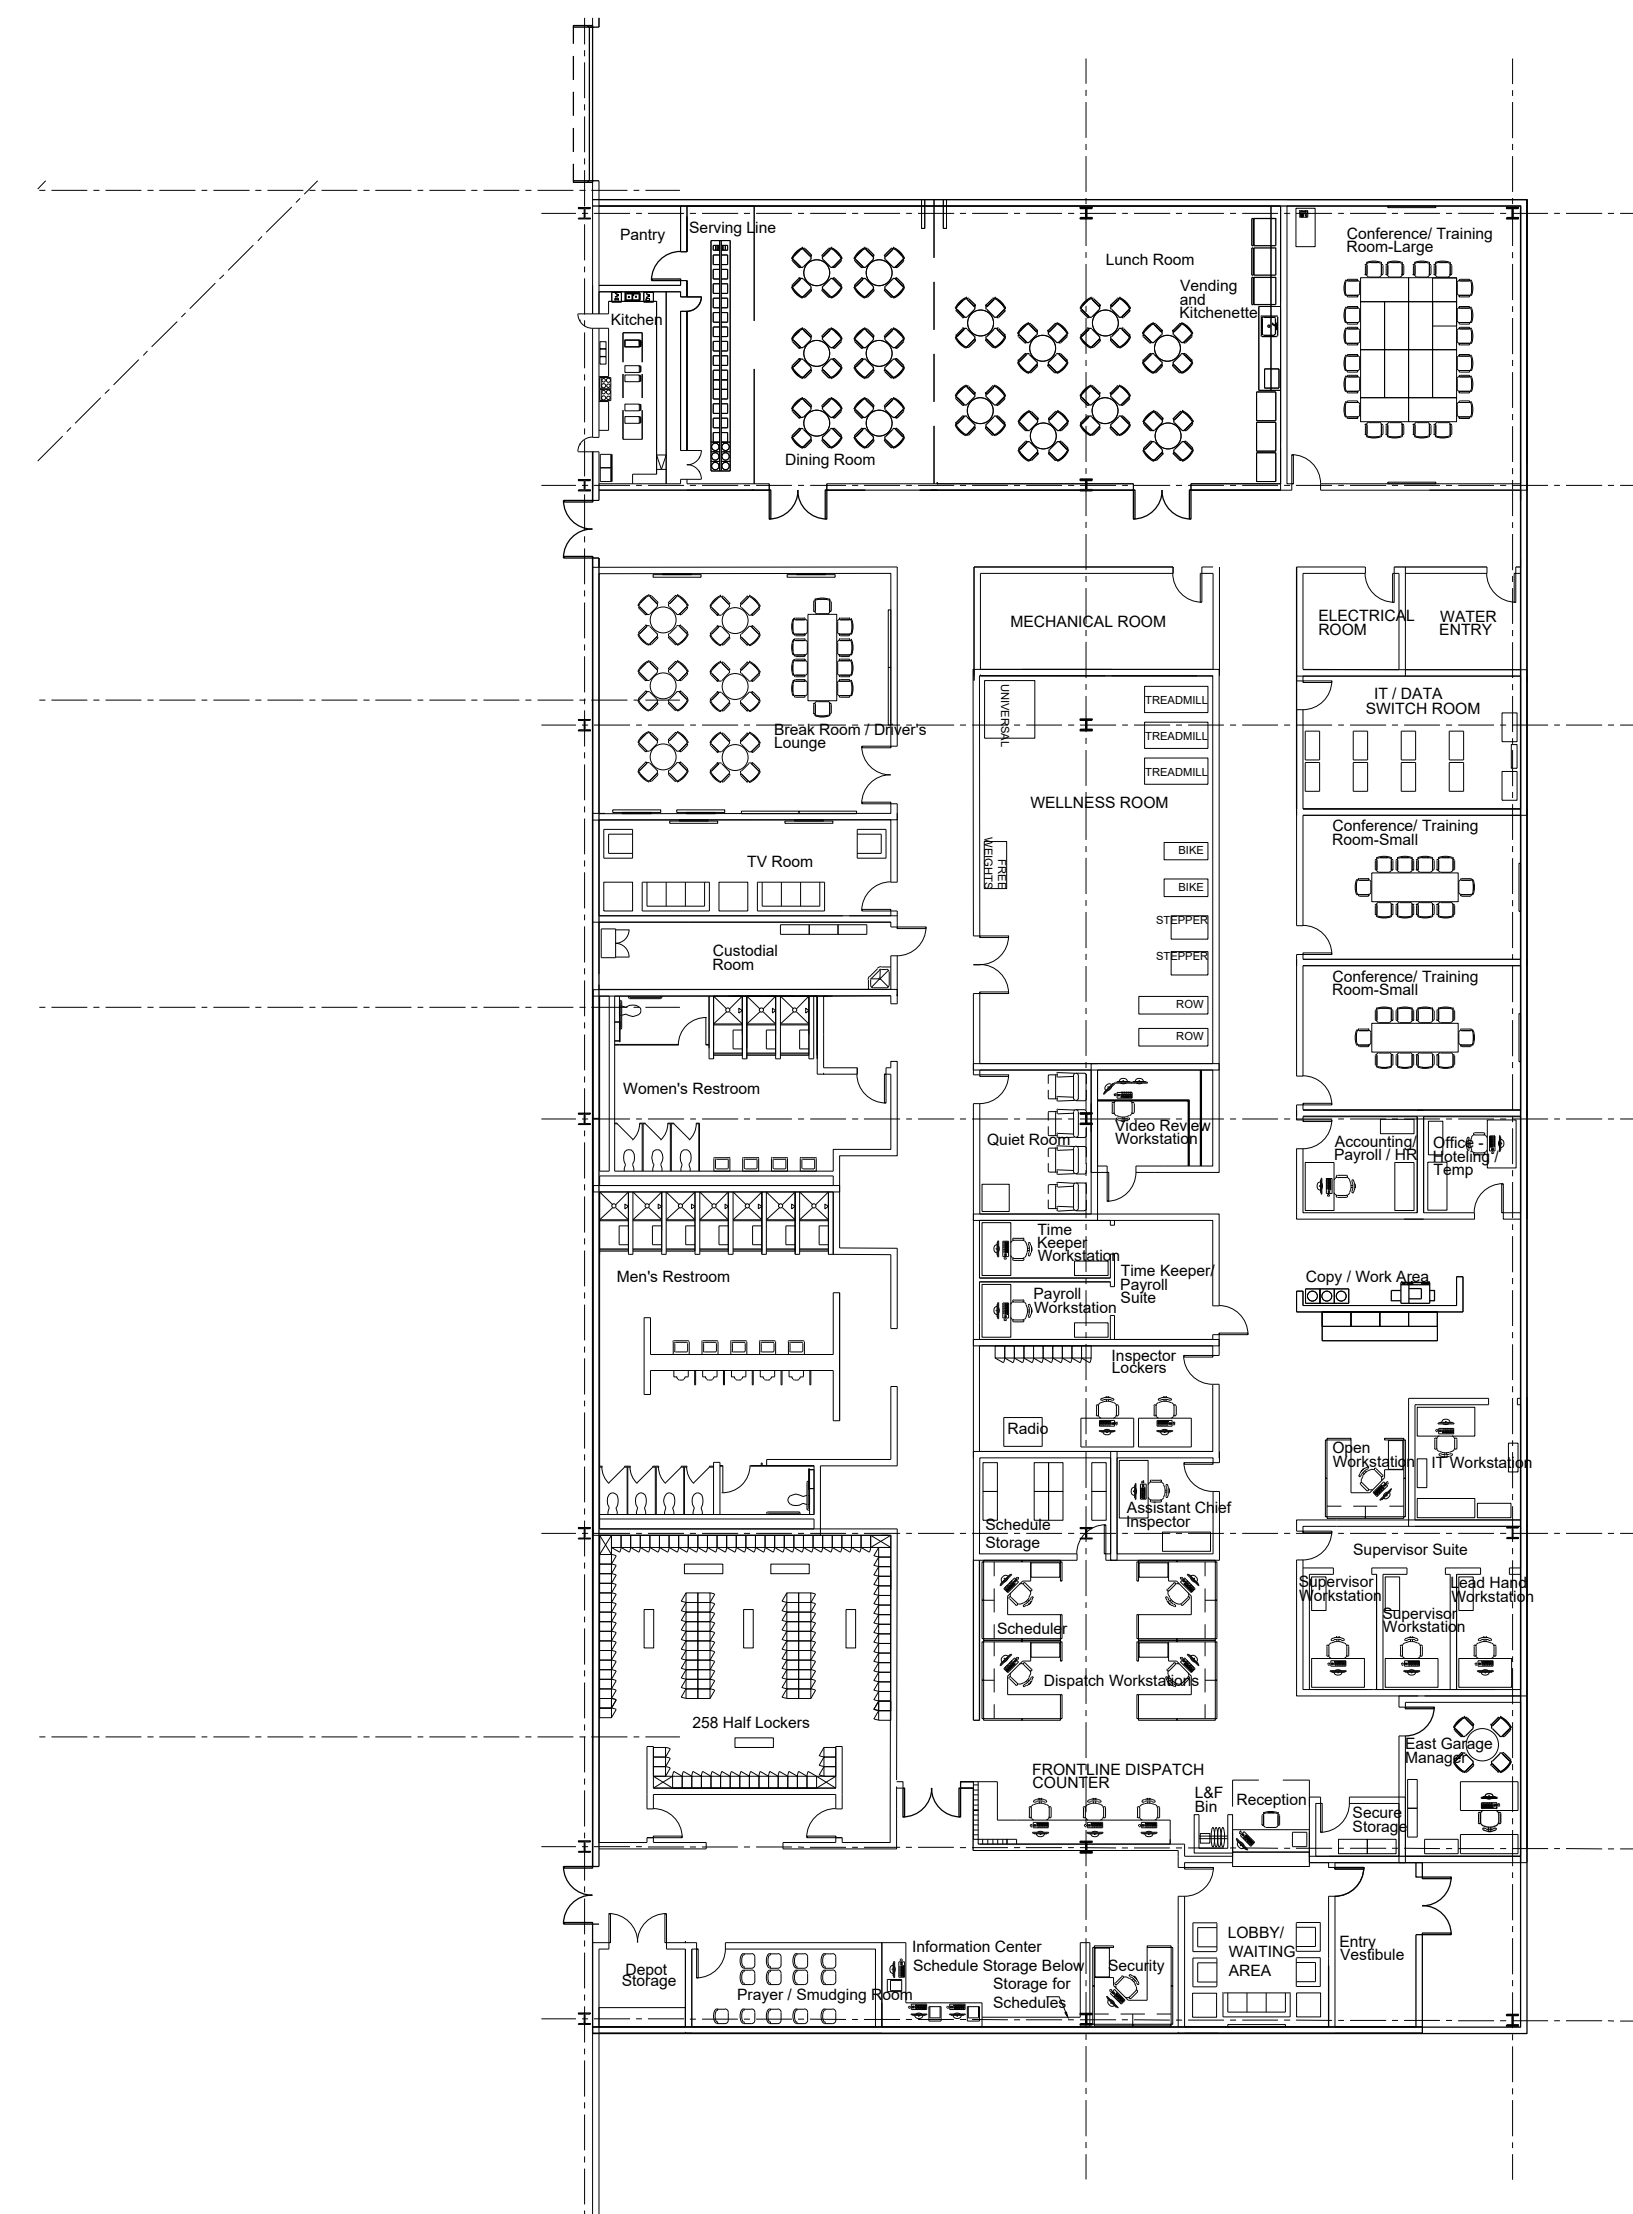 Pantry
Serving Line
Lunch Room
Conference/ Training
Room-Large
Vending
and
Kitchenette
Kitchen
Dining Room
MECHANICAL ROOM
ELECTRICAL
ROOM
WATER
ENTRY
UNIVERSAL
TREADMILL
TREADMILL
TREADMILL
IT / DATA
SWITCH ROOM
Break Room / Driver's
Lounge
WELLNESS ROOM
Conference/ Training
Room-Small
TV Room
FREE
WEIGHTS
BIKE
BIKE
STEPPER
STEPPER
Custodial
Room
Conference/ Training
Room-Small
ROW
ROW
Women's Restroom
Quiet Room
Video Review
Workstation
Accounting/
Payroll / HR
Office -
Hoteling /
Temp
Time
Keeper
Workstation
Time Keeper/
Payroll
Suite
Payroll
Workstation
Men's Restroom
Copy / Work Area
Inspector
Lockers
Radio
Open
Workstation
IT Workstation
Schedule
Storage
Assistant Chief
Inspector
Supervisor Suite
Supervisor
Workstation
Supervisor
Workstation
Lead Hand
Workstation
Scheduler
Dispatch Workstations
258 Half Lockers
East Garage
Manager
FRONTLINE DISPATCH
COUNTER
L&F
Bin
Reception
Secure
Storage
Depot
Storage
Prayer / Smudging Room
Information Center
Schedule Storage Below
Storage for
Schedules
Security
LOBBY/
WAITING
AREA
Entry
Vestibule